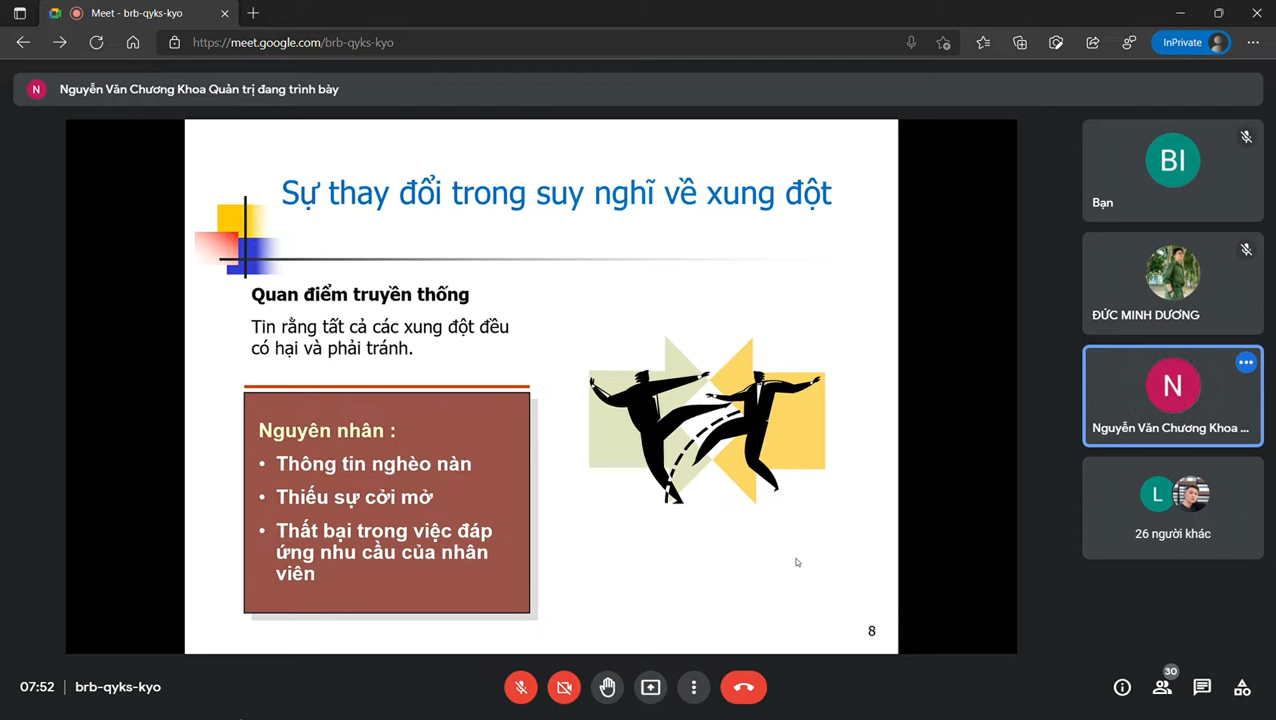 Meet - brb-qyks-kyo
https://meet.google.com/brb-qyks-kyo
InPrivate
N
Nguyễn Văn Chương Khoa Quản trị đang trình bày
Sự thay đổi trong suy nghĩ về xung đột
Quan điểm truyền thống
Tin rằng tất cả các xung đột đều
có hại và phải tránh.
Nguyên nhân :
• Thông tin nghèo nàn
• Thiếu sự cởi mở
• Thất bại trong việc đáp
ứng nhu cầu của nhân
viên
8
BI
Bạn
ĐỨC MINH DƯƠNG
N
Nguyễn Văn Chương Khoa ...
L
26 người khác
07:52 | brb-qyks-kyo
30